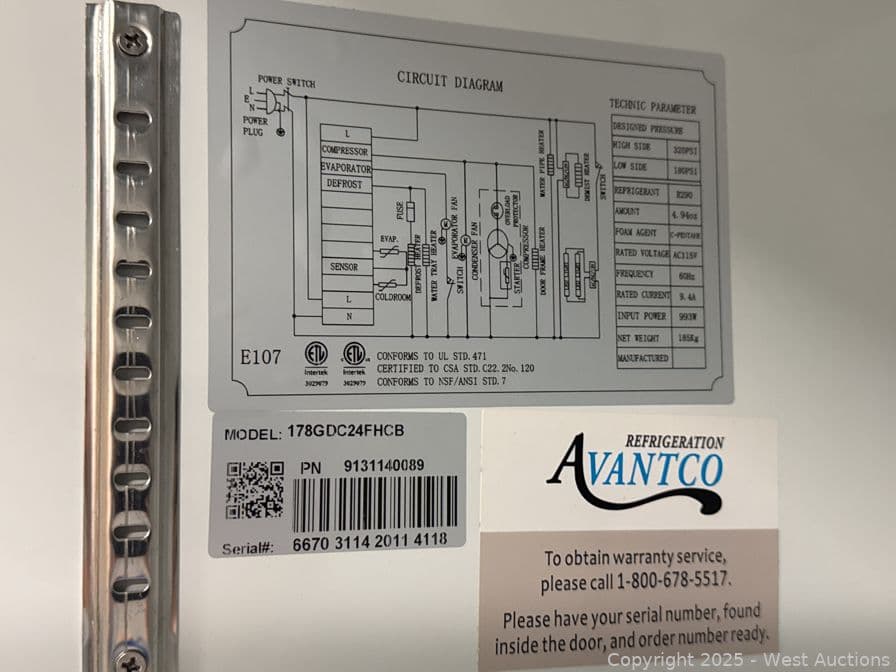 CIRCUIT DIAGRAM
POWER SWITCH
L
E
N
POWER
PLUG
L
COMPRESSOR
EVAPORATOR
DEFROST
SENSOR
L
N
FUSE
EVAP.
COLDROOM
DEFROST HEATER
WATER TRAY HEATER
EVAPORATOR FAN
SWITCH
CONDENSER FAN
OVERLOAD
PROTECTOR
STARTER
COMPRESSOR
DOOR FRAME HEATER
WATER PIPE HEATER
DEMIST HEATER
SWITCH
TECHNIC PARAMETER
DESIGNED PRESSURE
HIGH SIDE 320PSI
LOW SIDE 180PSI
REFRIGERANT R290
AMOUNT 4.94oz
FOAM AGENT C-PENTANE
RATED VOLTAGE AC115V
FREQUENCY 60Hz
RATED CURRENT 9.4A
INPUT POWER 993W
NET WEIGHT 185Kg
MANUFACTURED
E107
ETL
Intertek
3029079
ETL
Intertek
3029079
CONFORMS TO UL STD.471
CERTIFIED TO CSA STD.C22.2No.120
CONFORMS TO NSF/ANSI STD.7
MODEL: 178GDC24FHCB
PN 9131140089
Serial#: 6670 3114 2011 4118
REFRIGERATION
AVANTCO
To obtain warranty service,
please call 1-800-678-5517.
Please have your serial number, found
inside the door, and order number ready.
Copyright 2025 - West Auctions